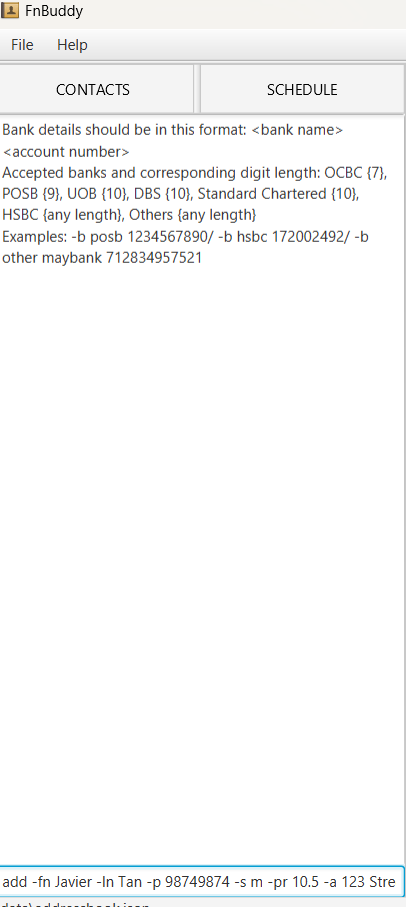 FnBuddy
File Help
CONTACTS SCHEDULE
Bank details should be in this format: <bank name>
<account number>
Accepted banks and corresponding digit length: OCBC {7},
POSB {9}, UOB {10}, DBS {10}, Standard Chartered {10},
HSBC {any length}, Others {any length}
Examples: -b posb 1234567890/ -b hsbc 172002492/ -b
other maybank 712834957521
add -fn Javier -ln Tan -p 98749874 -s m -pr 10.5 -a 123 Stre